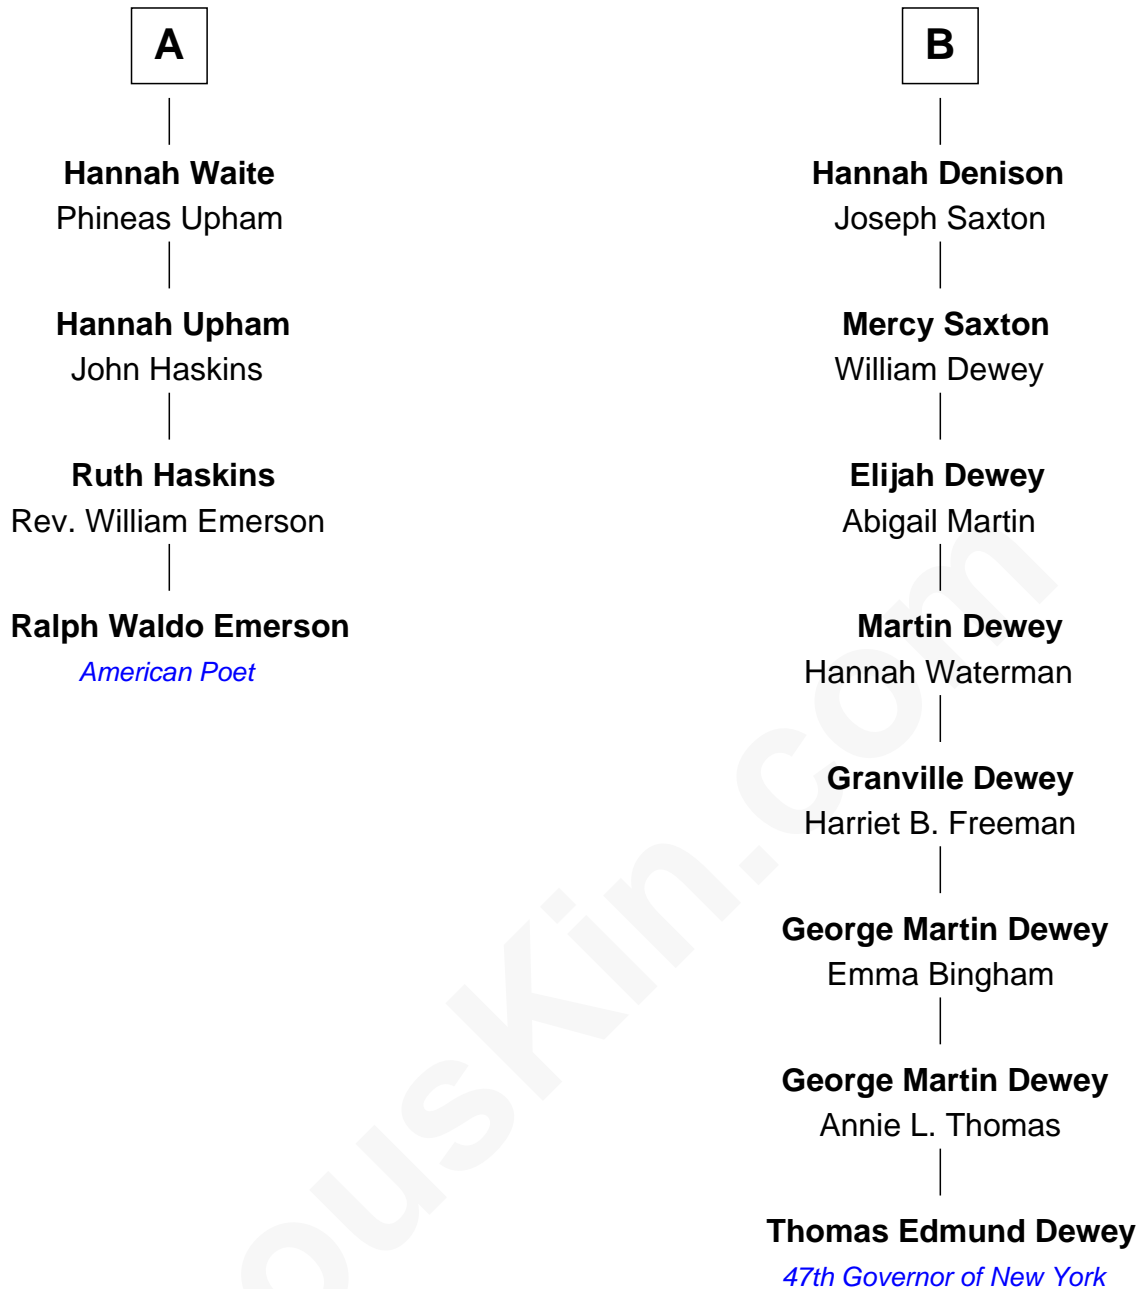 A
Hannah Waite
Phineas Upham
Hannah Upham
John Haskins
Ruth Haskins
Rev. William Emerson
Ralph Waldo Emerson
American Poet
B
Hannah Denison
Joseph Saxton
Mercy Saxton
William Dewey
Elijah Dewey
Abigail Martin
Martin Dewey
Hannah Waterman
Granville Dewey
Harriet B. Freeman
George Martin Dewey
Emma Bingham
George Martin Dewey
Annie L. Thomas
Thomas Edmund Dewey
47th Governor of New York
ousKin.com